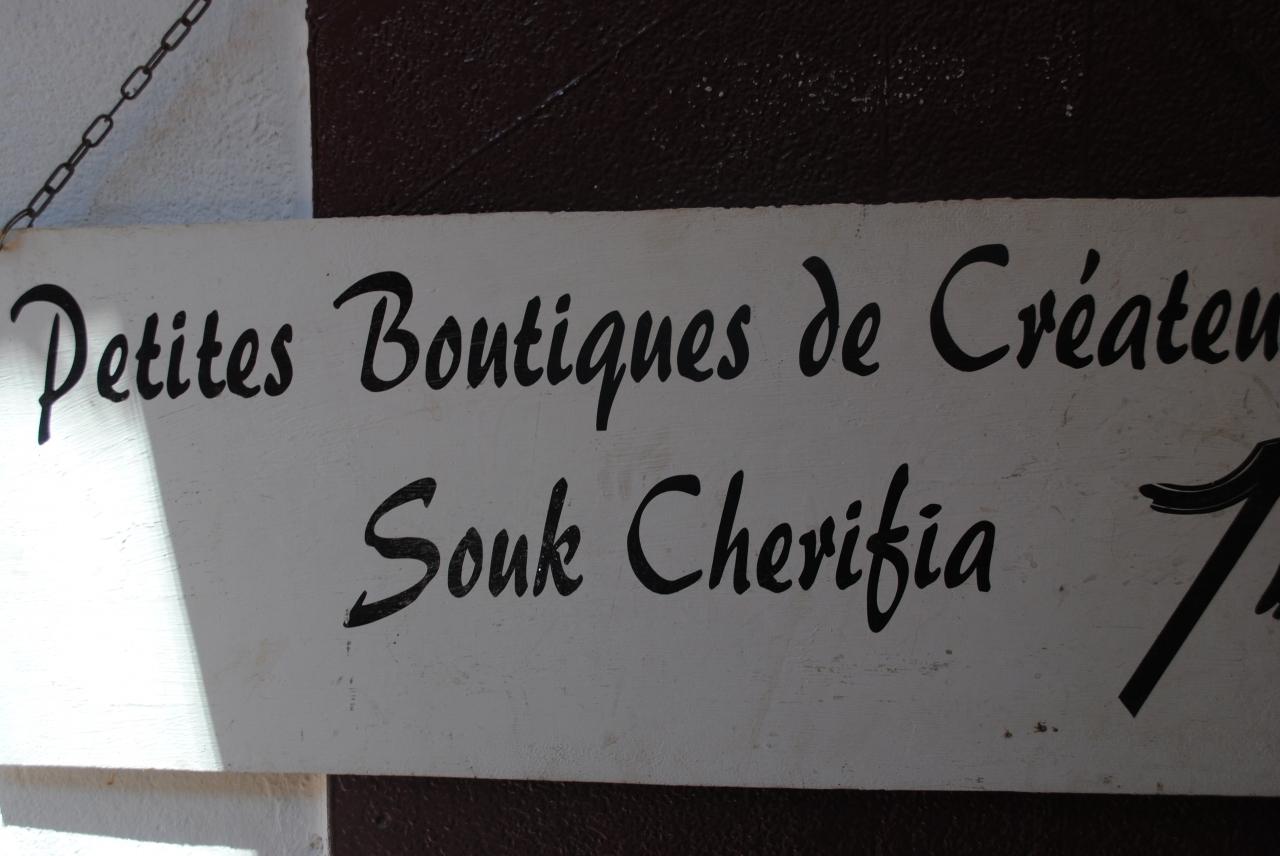 Petites Boutiques de Créateu
Souk Cherifia